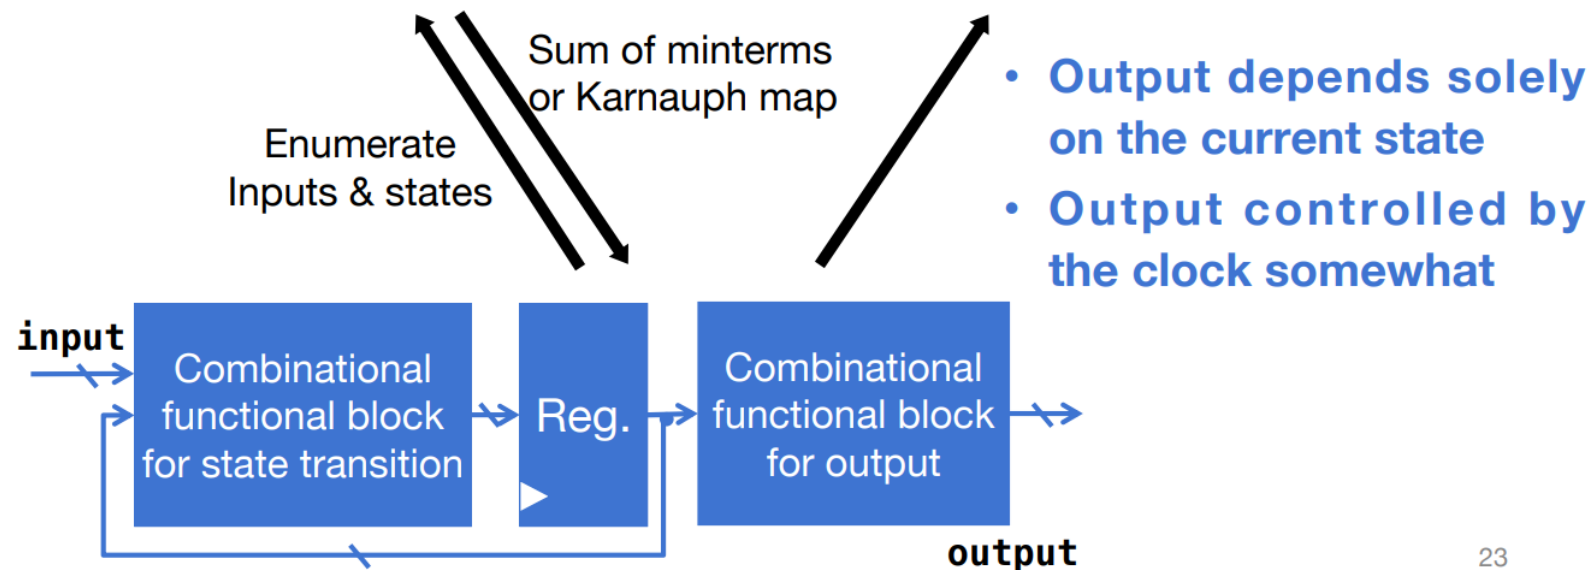 Sum of minterms
or Karnauph map
Enumerate
Inputs & states
• Output depends solely
on the current state
• Output controlled by
the clock somewhat
input
Combinational
functional block
for state transition
Reg.
Combinational
functional block
for output
output
23